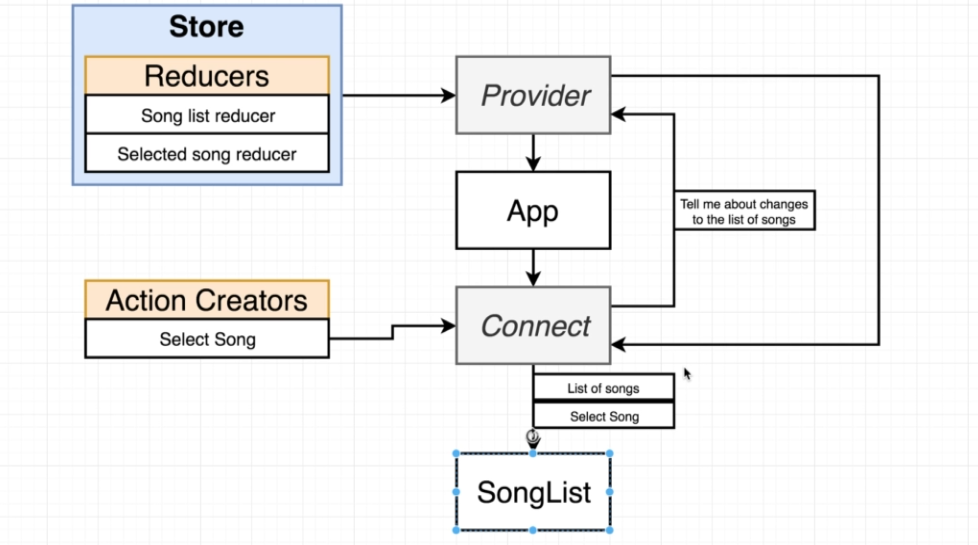 Store
Reducers
Song list reducer
Selected song reducer
Provider
App
Tell me about changes
to the list of songs
Action Creators
Select Song
Connect
List of songs
Select Song
SongList